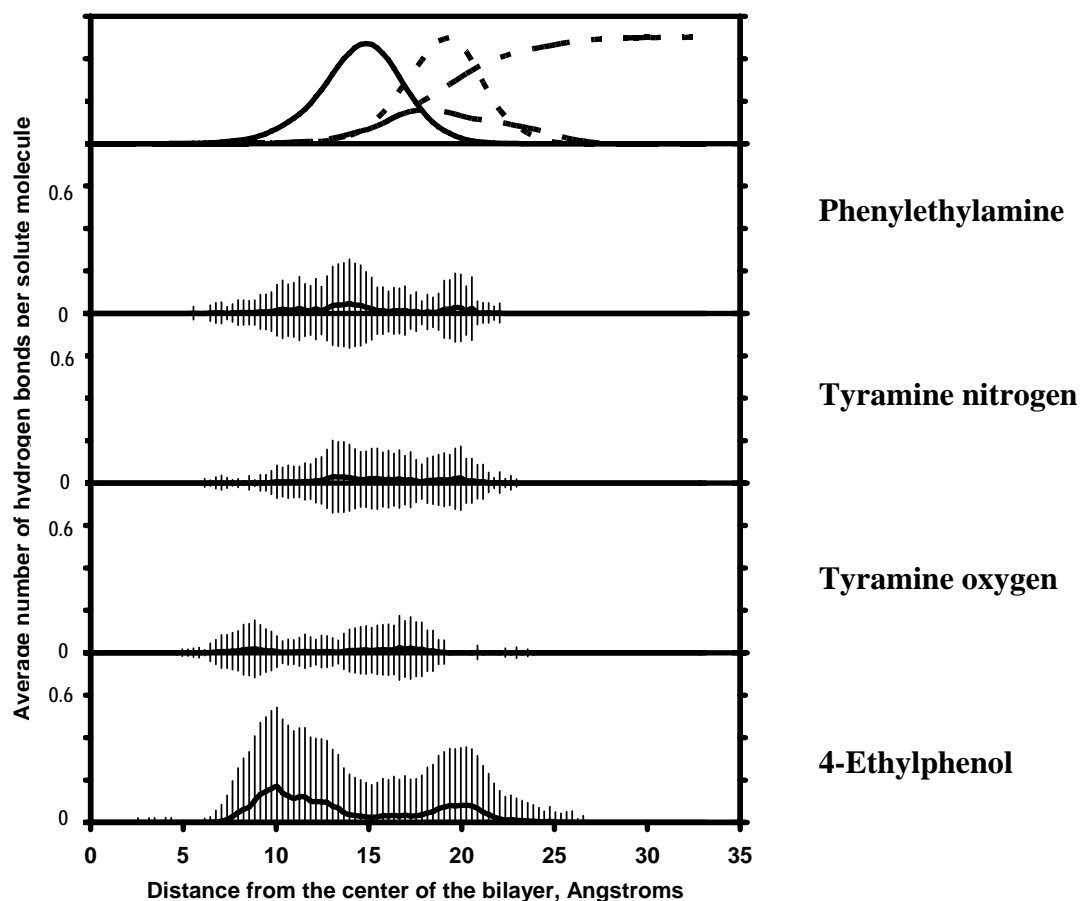 Average number of hydrogen bonds per solute molecule
0.6
Phenylethylamine
0
0.6
Tyramine nitrogen
0
0.6
Tyramine oxygen
0
0.6
4-Ethylphenol
0
0 5 10 15 20 25 30 35
Distance from the center of the bilayer, Angstroms